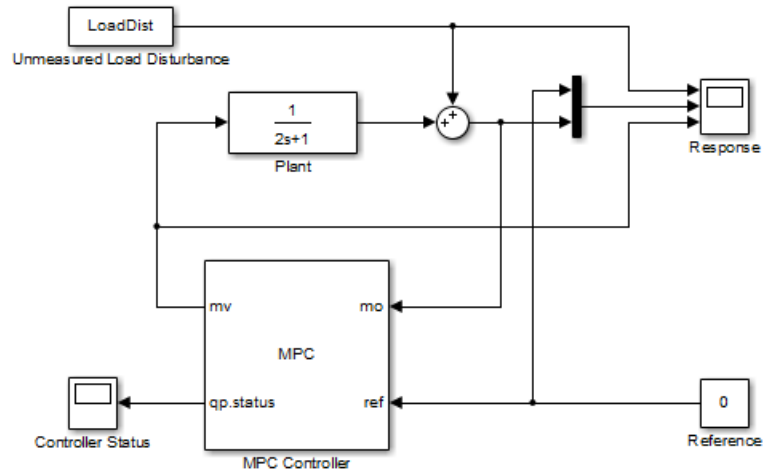 LoadDist
Unmeasured Load Disturbance
1
2s+1
Plant
+
+
Response
mv
mo
MPC
qp.status
ref
0
Controller Status
Reference
MPC Controller